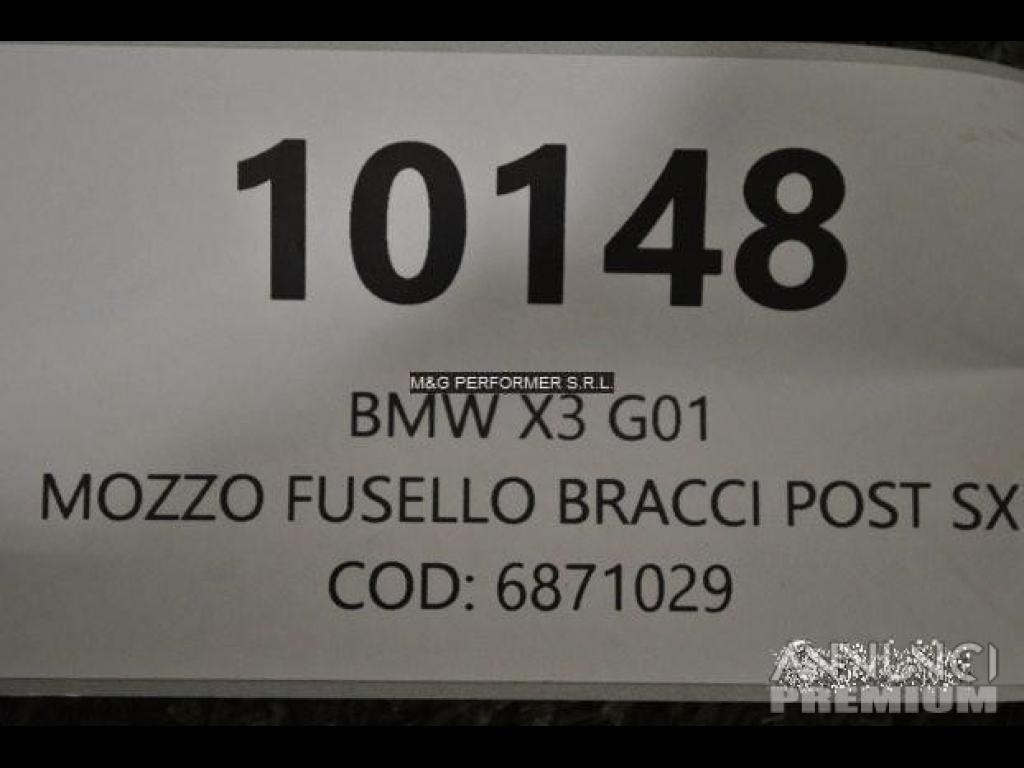 10148
M&G PERFORMER S.R.L.
BMW X3 G01
MOZZO FUSELLO BRACCI POST SX
COD: 6871029
ANNUNCI
PREMIUM